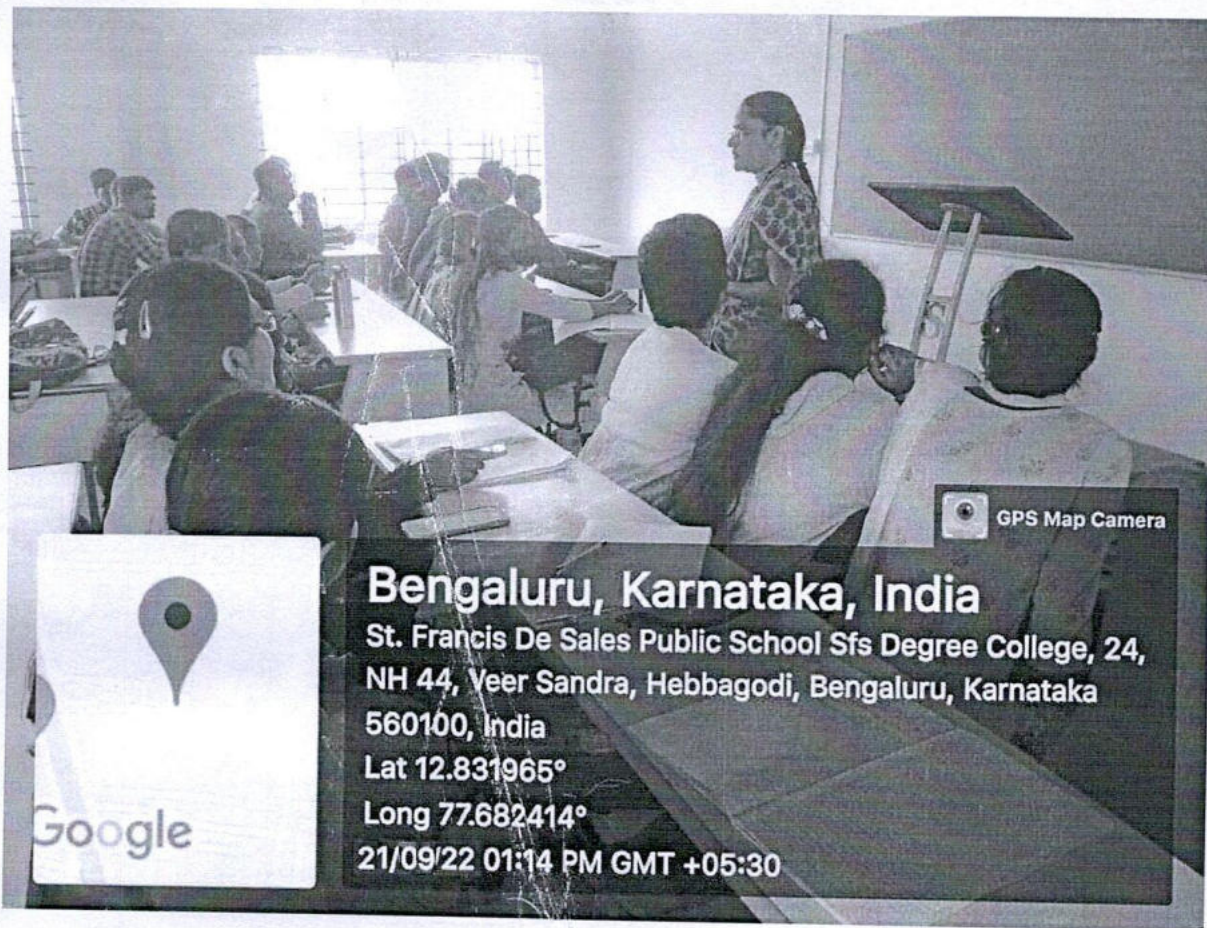 GPS Map Camera
Bengaluru, Karnataka, India
St. Francis De Sales Public School Sfs Degree College, 24,
NH 44, Veer Sandra, Hebbagodi, Bengaluru, Karnataka
560100, India
Lat 12.831965°
Long 77.682414°
21/09/22 01:14 PM GMT +05:30
Google